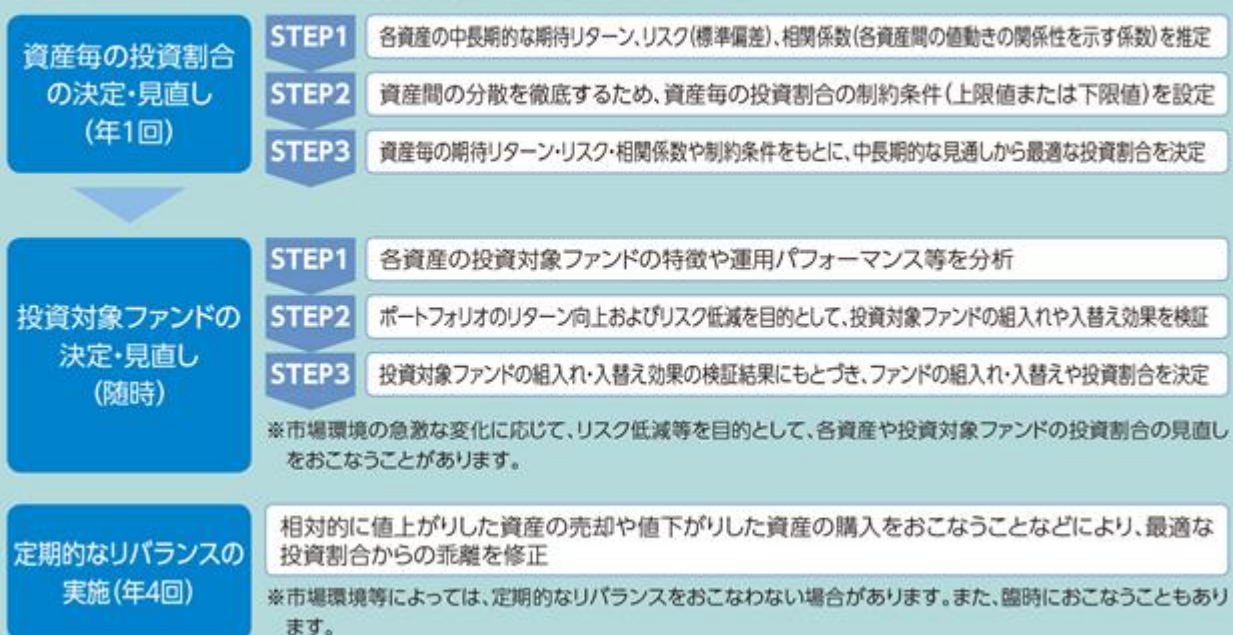 資産毎の投資割合
の決定・見直し
(年1回)
STEP1
各資産の中長期的な期待リターン、リスク(標準偏差)、相関係数(各資産間の値動きの関係性を示す係数)を推定
STEP2
資産間の分散を徹底するため、資産毎の投資割合の制約条件(上限値または下限値)を設定
STEP3
資産毎の期待リターン・リスク・相関係数や制約条件をもとに、中長期的な見通しから最適な投資割合を決定
投資対象ファンドの
決定・見直し
(随時)
STEP1
各資産の投資対象ファンドの特徴や運用パフォーマンス等を分析
STEP2
ポートフォリオのリターン向上およびリスク低減を目的として、投資対象ファンドの組入れや入替え効果を検証
STEP3
投資対象ファンドの組入れ・入替え効果の検証結果にもとづき、ファンドの組入れ・入替えや投資割合を決定
※市場環境の急激な変化に応じて、リスク低減等を目的として、各資産や投資対象ファンドの投資割合の見直し
をおこなうことがあります。
定期的なリバランスの
実施(年4回)
相対的に値上がりした資産の売却や値下がりした資産の購入をおこなうことなどにより、最適な
投資割合からの乖離を修正
※市場環境等によっては、定期的なリバランスをおこなわない場合があります。また、臨時におこなうこともあり
ます。